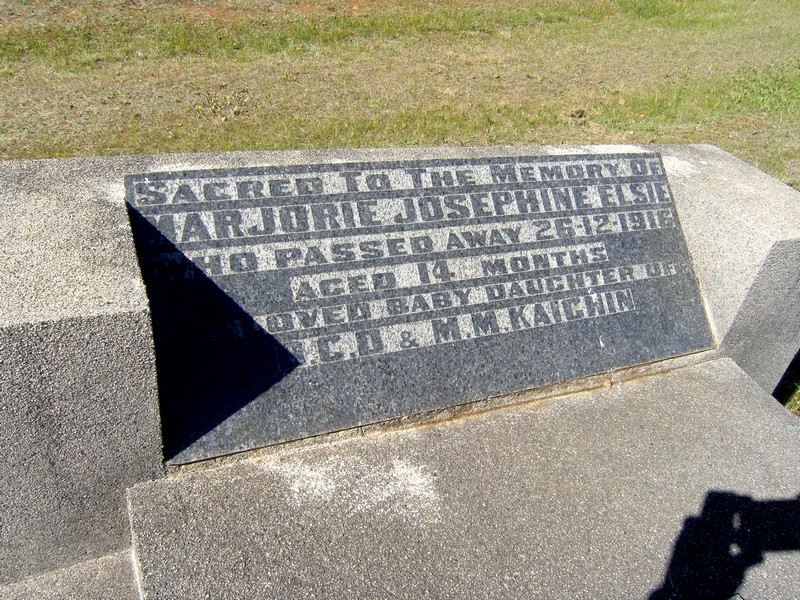 SACRED TO THE MEMORY OF
MARJORIE JOSEPHINE ELSIE
WHO PASSED AWAY 26-12-1916
AGED 14 MONTHS
LOVED BABY DAUGHTER OF
C.D & M.M. KAIGHIN